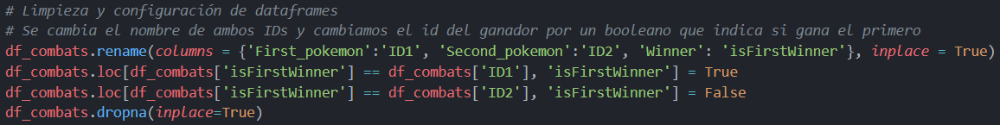 # Limpieza y configuración de dataframes
# Se cambia el nombre de ambos IDs y cambiamos el id del ganador por un booleano que indica si gana el primero
df_combats.rename(columns = {'First_pokemon':'ID1', 'Second_pokemon':'ID2', 'Winner': 'isFirstWinner'}, inplace = True)
df_combats.loc[df_combats['isFirstWinner'] == df_combats['ID1'], 'isFirstWinner'] = True
df_combats.loc[df_combats['isFirstWinner'] == df_combats['ID2'], 'isFirstWinner'] = False
df_combats.dropna(inplace=True)